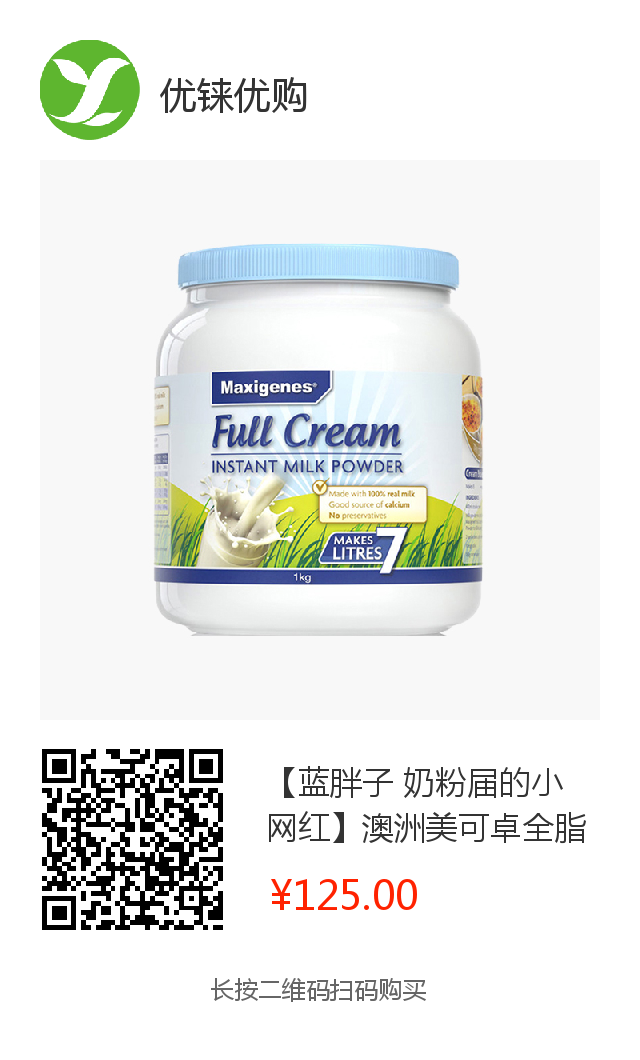 优铼优购
Maxigenes®
Full Cream
INSTANT MILK POWDER
Made with 100% real milk
Good source of calcium
No preservatives
MAKES
LITRES 7
1kg
【蓝胖子 奶粉届的小
网红】澳洲美可卓全脂
¥125.00
长按二维码扫码购买